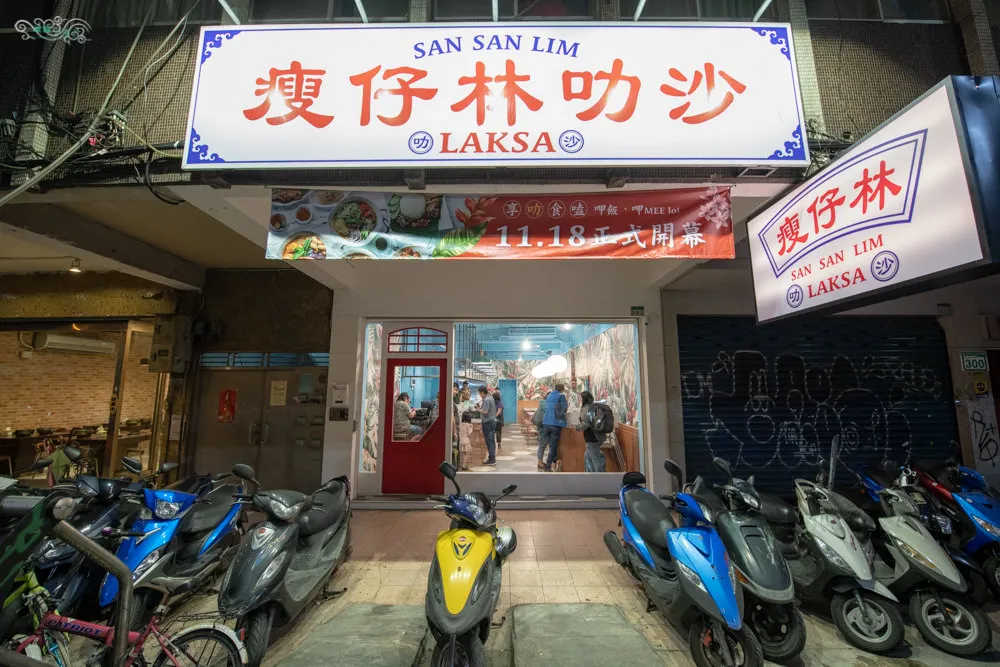 SAN SAN LIM
瘦仔林叻沙
叻 LAKSA 沙
享叻食嗑 呷飯、呷MEE lo!
11.18正式開幕
瘦仔林
SAN SAN LIM
叻 LAKSA 沙
300
PATRIOT